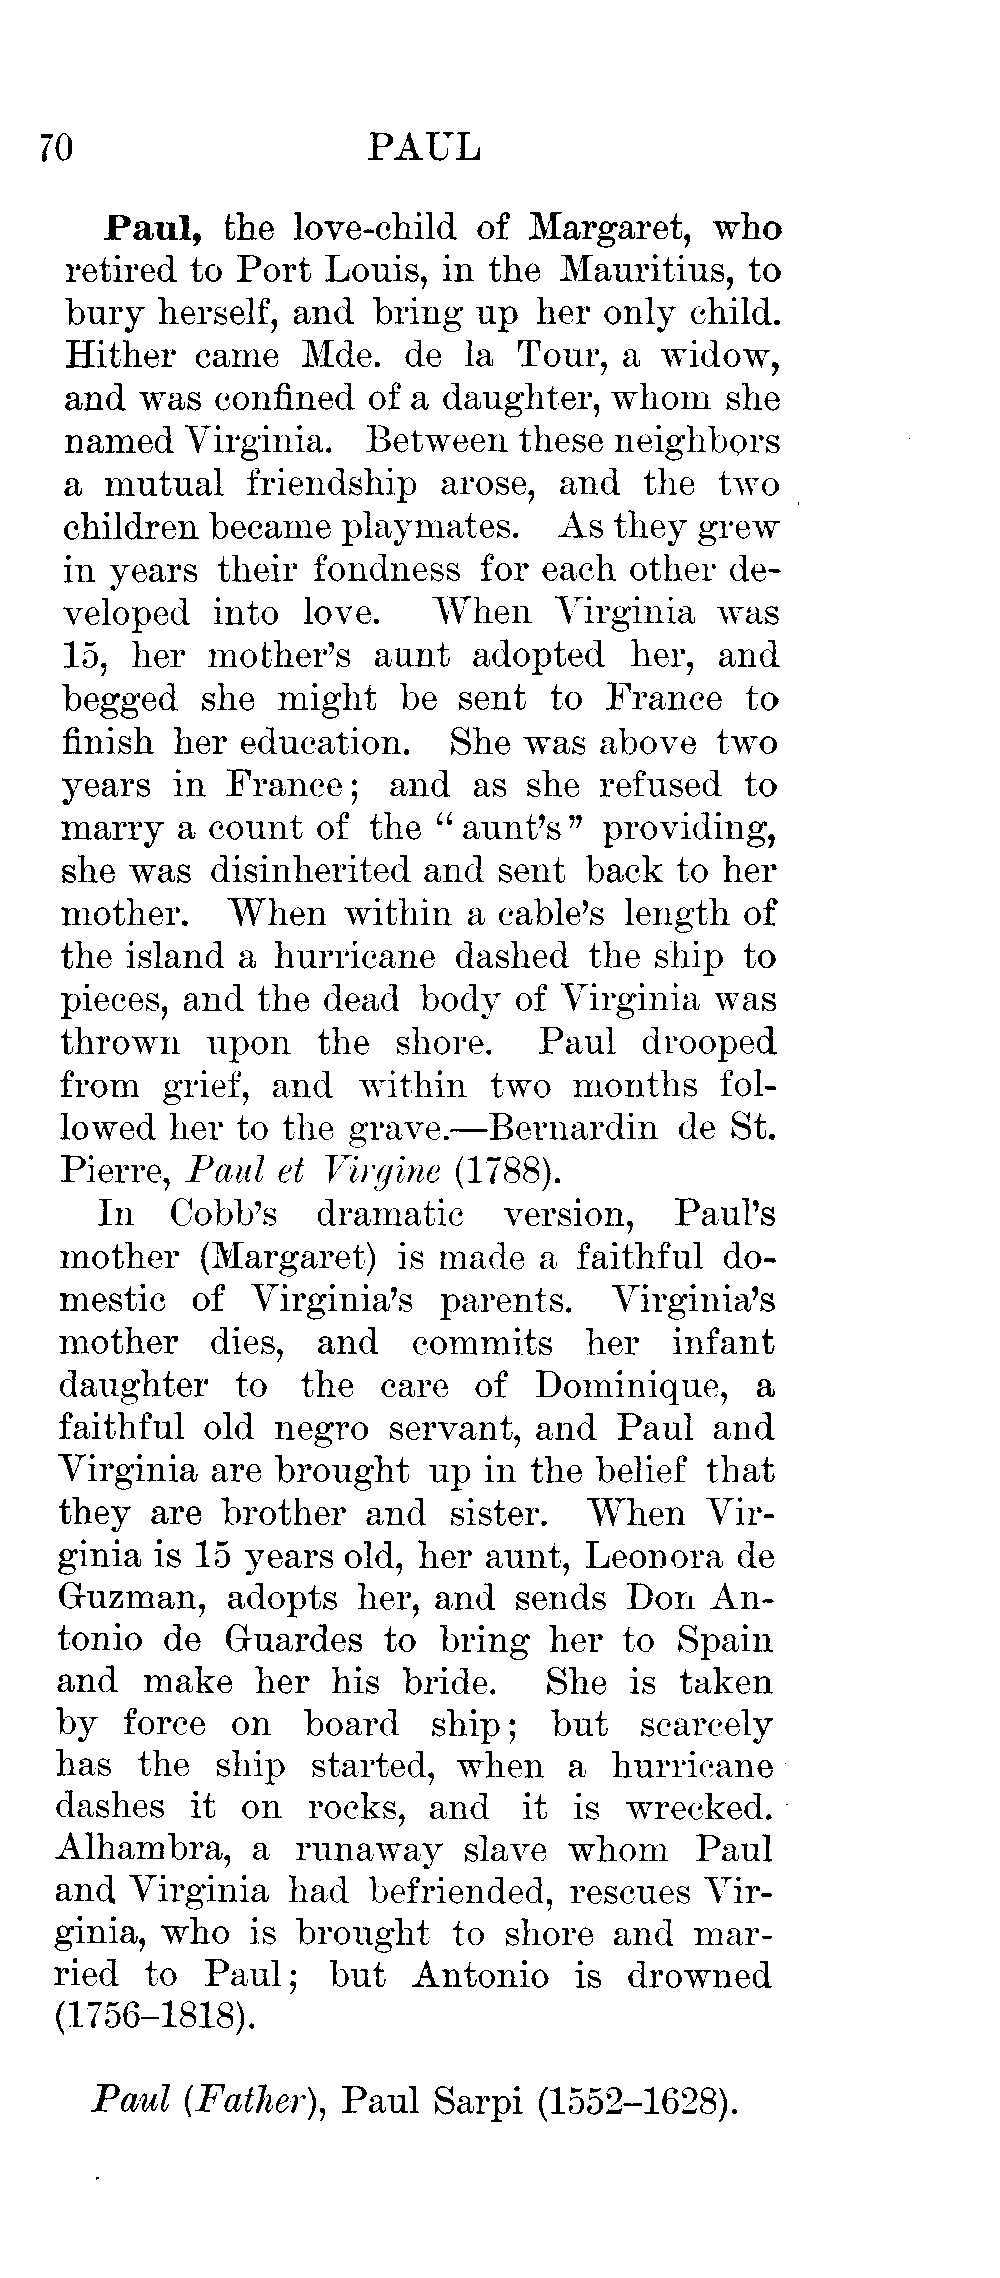 70 PAUL
Paul, the love-child of Margaret, who
retired to Port Louis, in the Mauritius, to
bury herself, and bring up her only child.
Hither came Mde. de la Tour, a widow,
and was confined of a daughter, whom she
named Virginia. Between these neighbors
a mutual friendship arose, and the two
children became playmates. As they grew
in years their fondness for each other de-
veloped into love. When Virginia was
15, her mother's aunt adopted her, and
begged she might be sent to France to
finish her education. She was above two
years in France; and as she refused to
marry a count of the “aunt's” providing,
she was disinherited and sent back to her
mother. When within a cable's length of
the island a hurricane dashed the ship to
pieces, and the dead body of Virginia was
thrown upon the shore. Paul drooped
from grief, and within two months fol-
lowed her to the grave.—Bernardin de St.
Pierre, Paul et Virgine (1788).
In Cobb's dramatic version, Paul's
mother (Margaret) is made a faithful do-
mestic of Virginia's parents. Virginia's
mother dies, and commits her infant
daughter to the care of Dominique, a
faithful old negro servant, and Paul and
Virginia are brought up in the belief that
they are brother and sister. When Vir-
ginia is 15 years old, her aunt, Leonora de
Guzman, adopts her, and sends Don An-
tonio de Guardes to bring her to Spain
and make her his bride. She is taken
by force on board ship; but scarcely
has the ship started, when a hurricane
dashes it on rocks, and it is wrecked.
Alhambra, a runaway slave whom Paul
and Virginia had befriended, rescues Vir-
ginia, who is brought to shore and mar-
ried to Paul; but Antonio is drowned
(1756–1818).
Paul (Father), Paul Sarpi (1552–1628).